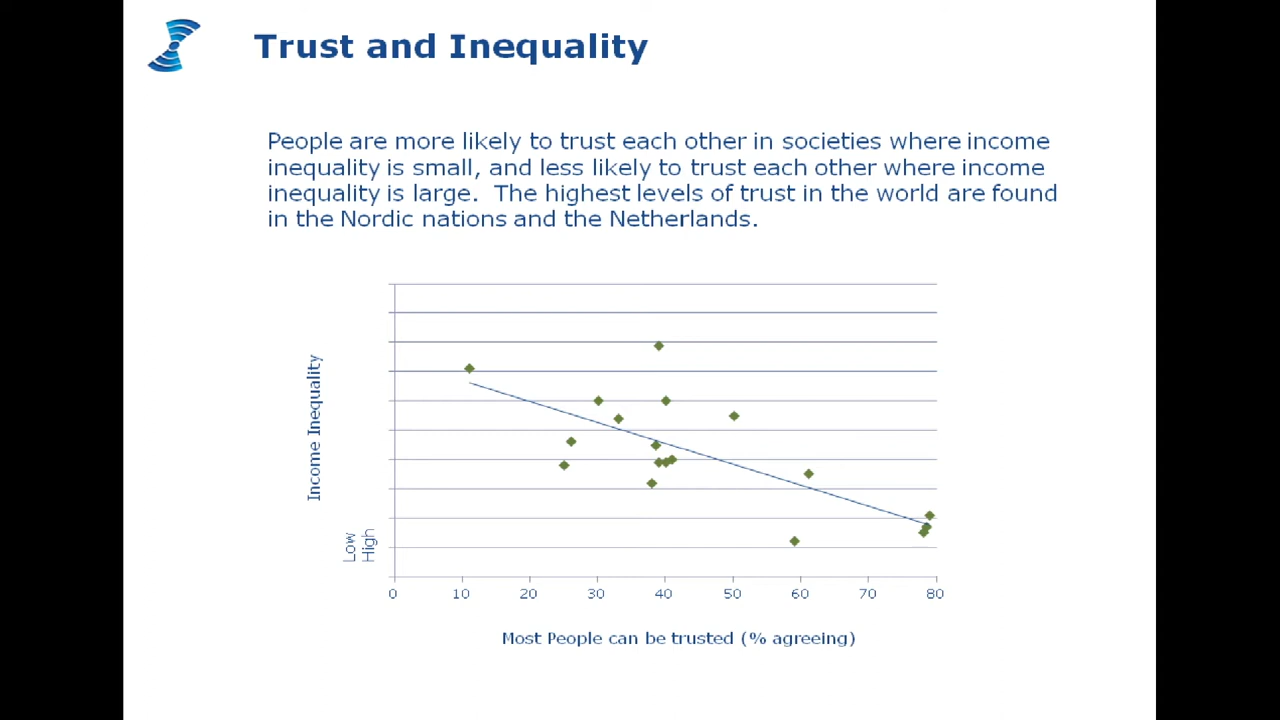 Trust and Inequality
People are more likely to trust each other in societies where income
inequality is small, and less likely to trust each other where income
inequality is large.  The highest levels of trust in the world are found
in the Nordic nations and the Netherlands.
Income Inequality
Low
High
0 10 20 30 40 50 60 70 80
Most People can be trusted (% agreeing)